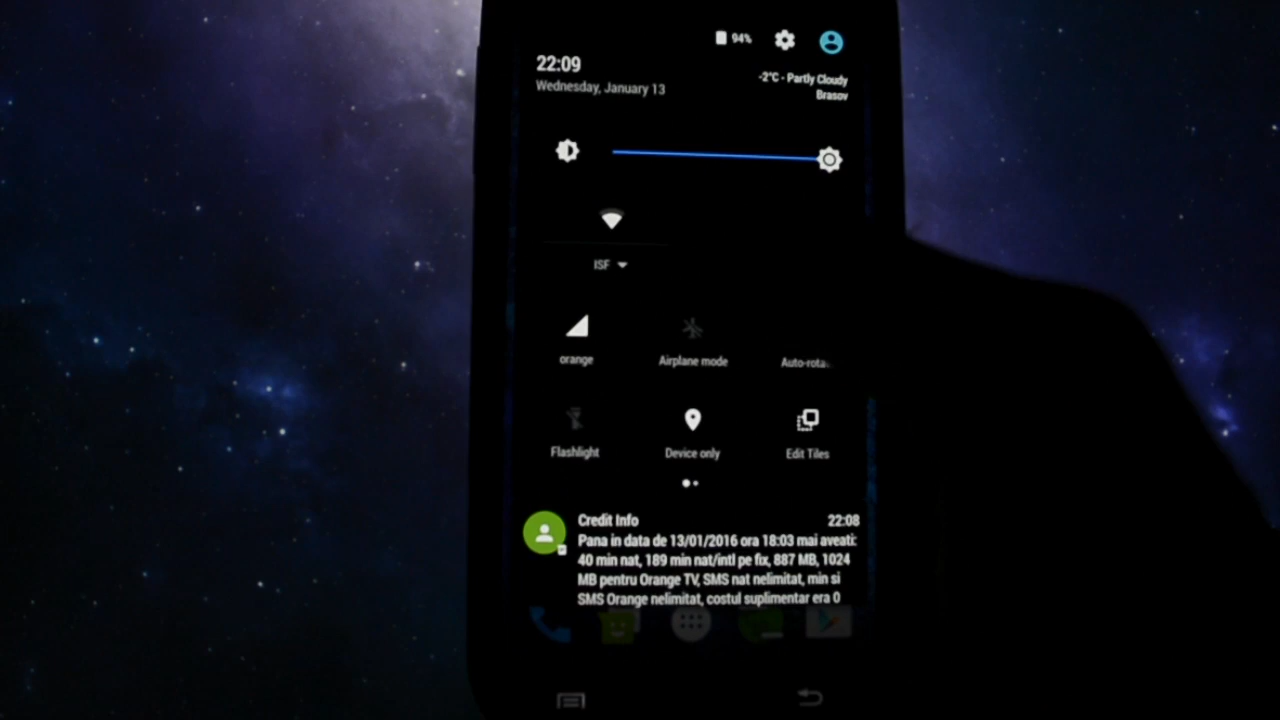 94%
22:09
Wednesday, January 13
-2°C - Partly Cloudy
Brasov
ISF
orange
Airplane mode
Auto-rota
Flashlight
Device only
Edit Tiles
Credit Info 22:08
Pana in data de 13/01/2016 ora 18:03 mai aveati:
40 min nat, 189 min nat/intl pe fix, 887 MB, 1024
MB pentru Orange TV, SMS nat nelimitat, min si
SMS Orange nelimitat, costul suplimentar era 0